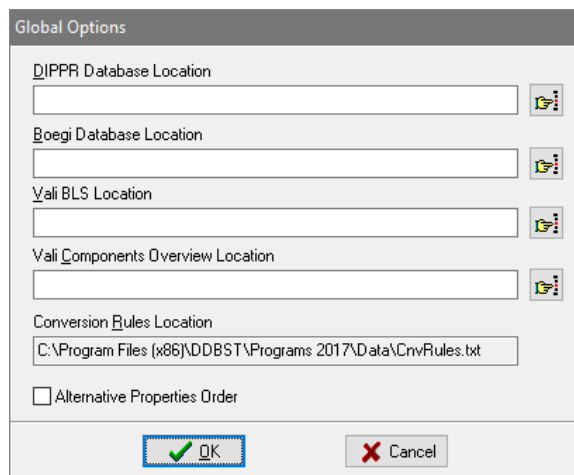 Global Options
DIPPR Database Location
Boegi Database Location
Vali BLS Location
Vali Components Overview Location
Conversion Rules Location
C:\Program Files (x86)\DDBST\Programs 2017\Data\CnvRules.txt
Alternative Properties Order
OK Cancel